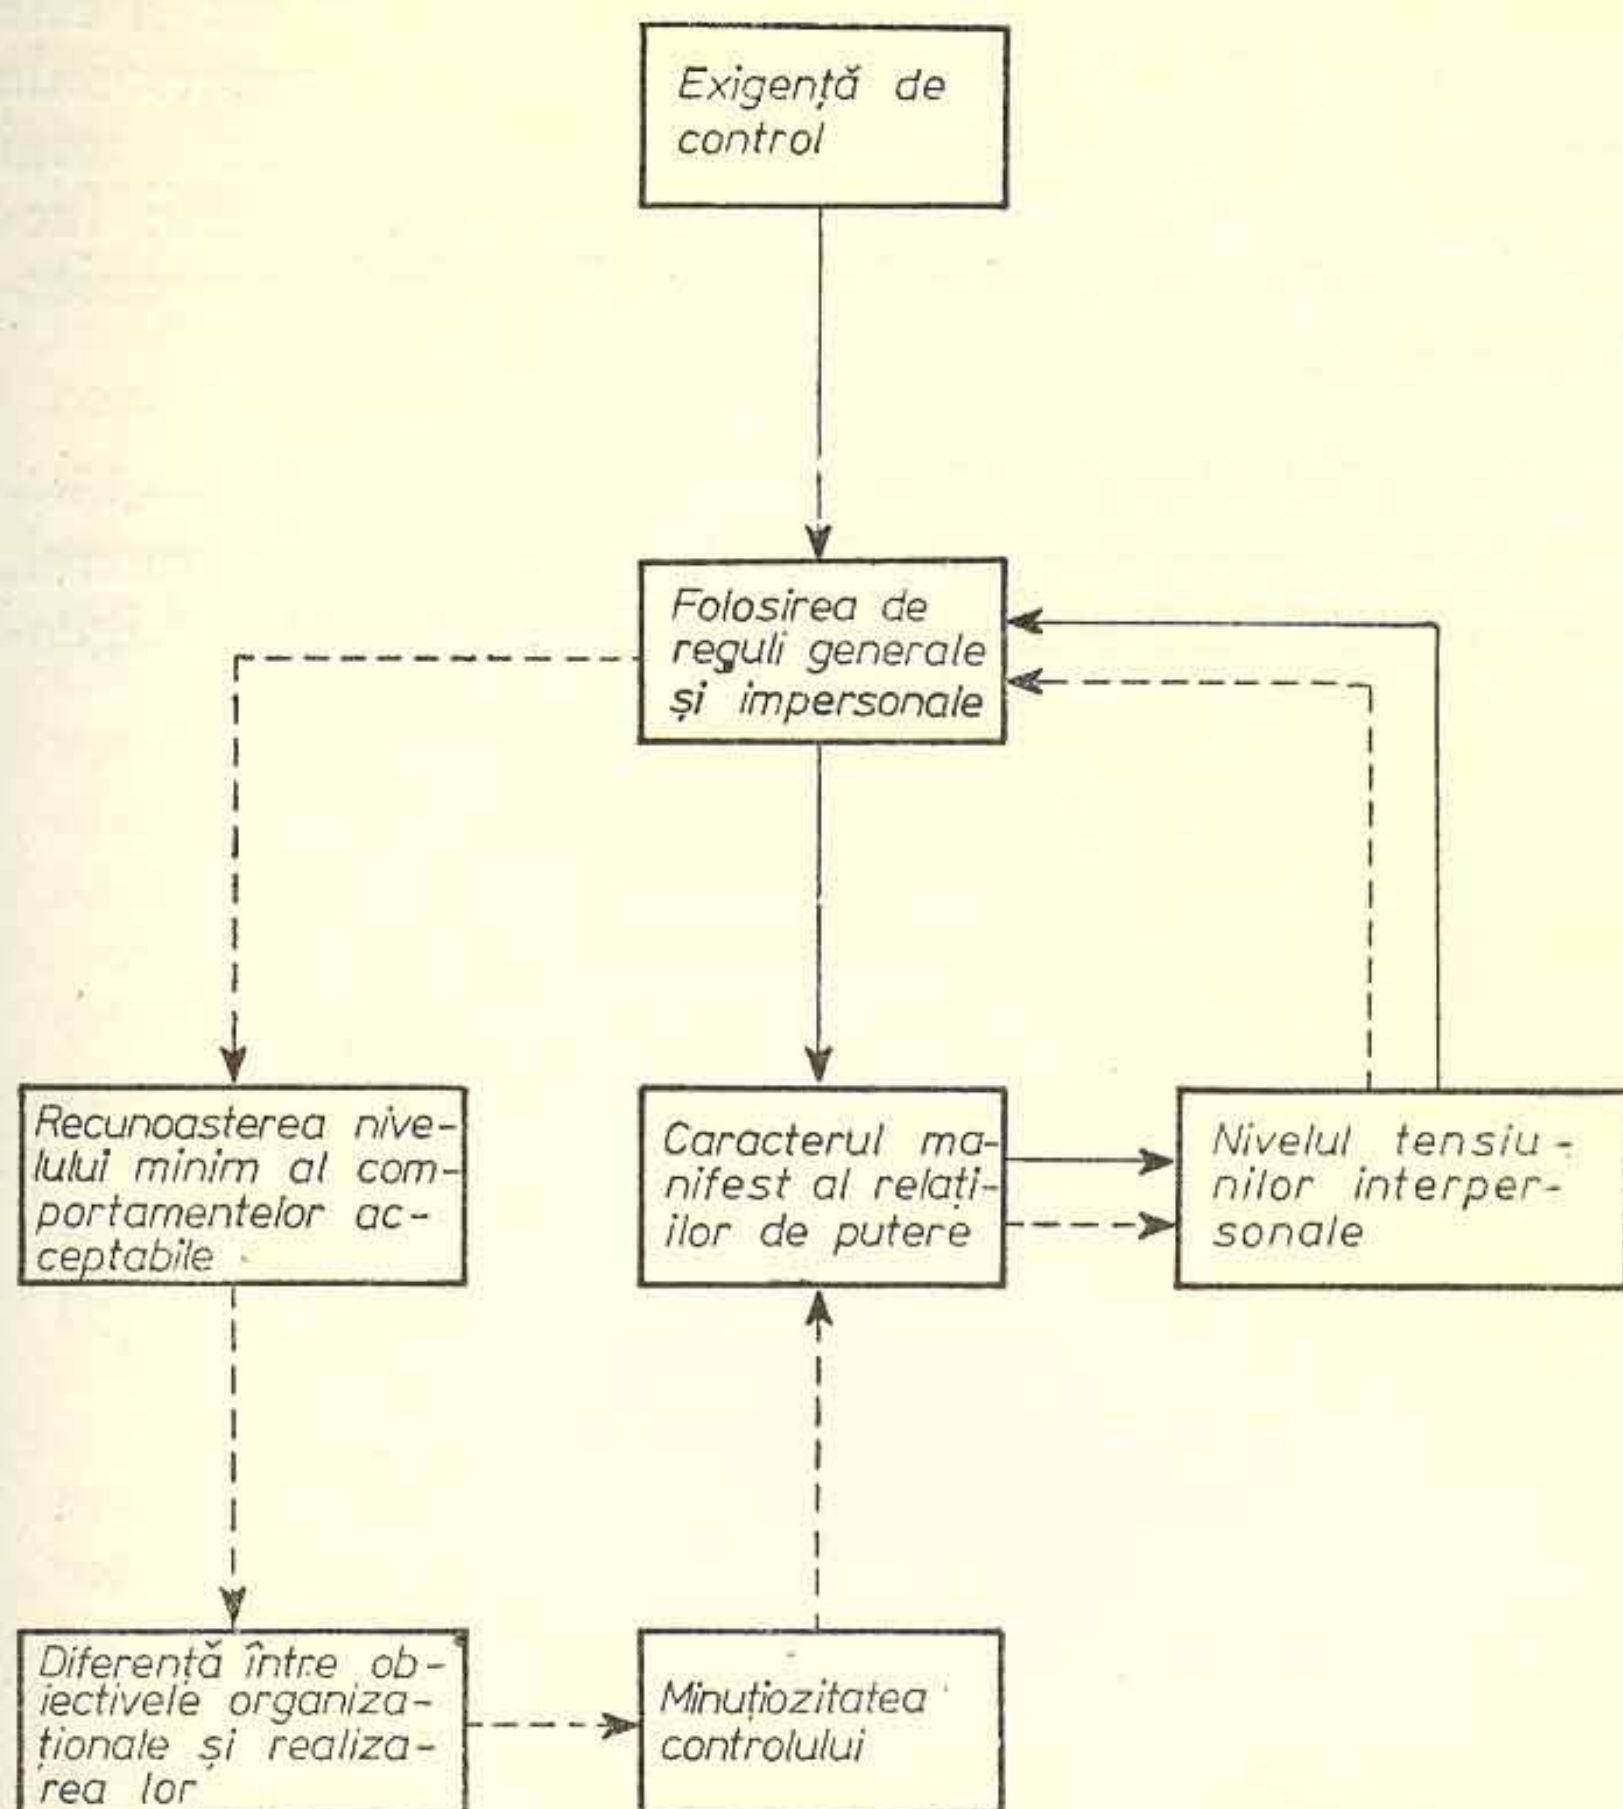 Exigență de
control
Folosirea de
reguli generale
și impersonale
Recunoasterea nive-
lului minim al com-
portamentelor ac-
ceptabile
Caracterul ma-
nifest al relați-
ilor de putere
Nivelul tensiu-
nilor interper-
sonale
Diferență între ob-
iectivele organiza-
ționale și realiza-
rea lor
Minuțiozitatea
controlului